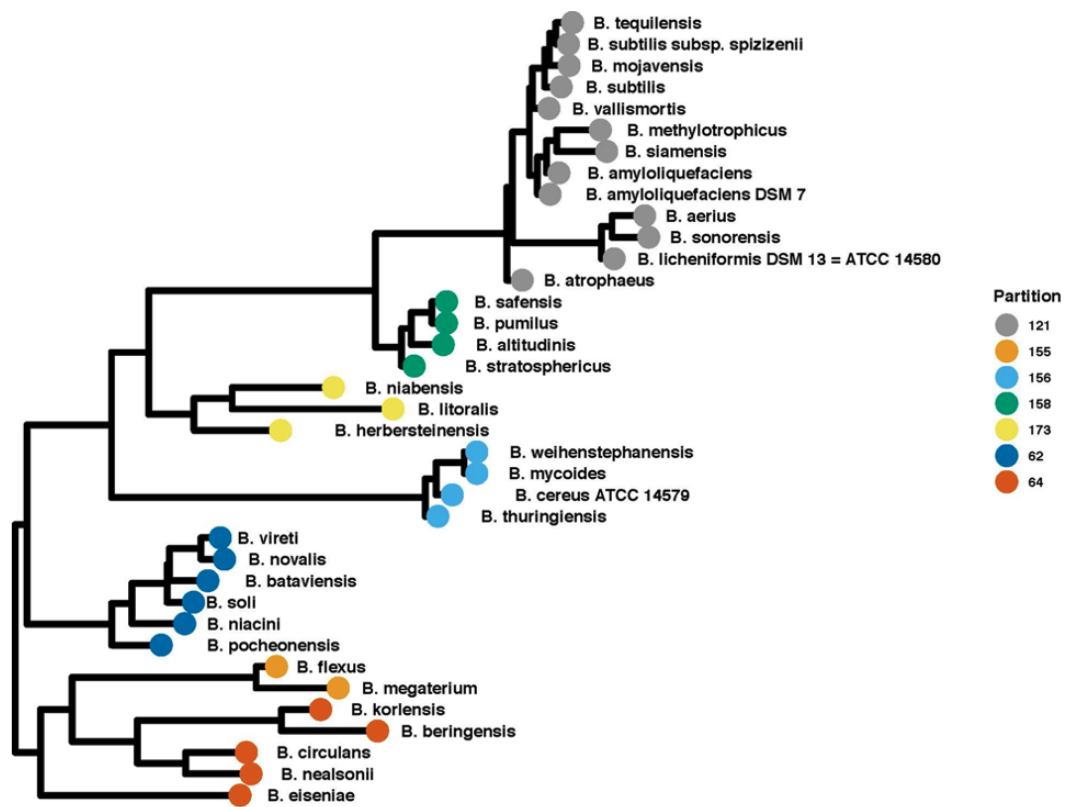 B. tequilensis
B. subtilis subsp. spizizenii
B. mojavensis
B. subtilis
B. vallismortis
B. methylotrophicus
B. siamensis
B. amyloliquefaciens
B. amyloliquefaciens DSM 7
B. aerius
B. sonorensis
B. licheniformis DSM 13 = ATCC 14580
B. atrophaeus
B. safensis
B. pumilus
B. altitudinis
B. stratosphericus
B. niabensis
B. litoralis
B. herbersteinensis
B. weihenstephanensis
B. mycoides
B. cereus ATCC 14579
B. thuringiensis
B. vireti
B. novalis
B. bataviensis
B. soli
B. niacini
B. pocheonensis
B. flexus
B. megaterium
B. korlensis
B. beringensis
B. circulans
B. nealsonii
B. eiseniae
Partition
121
155
156
158
173
62
64